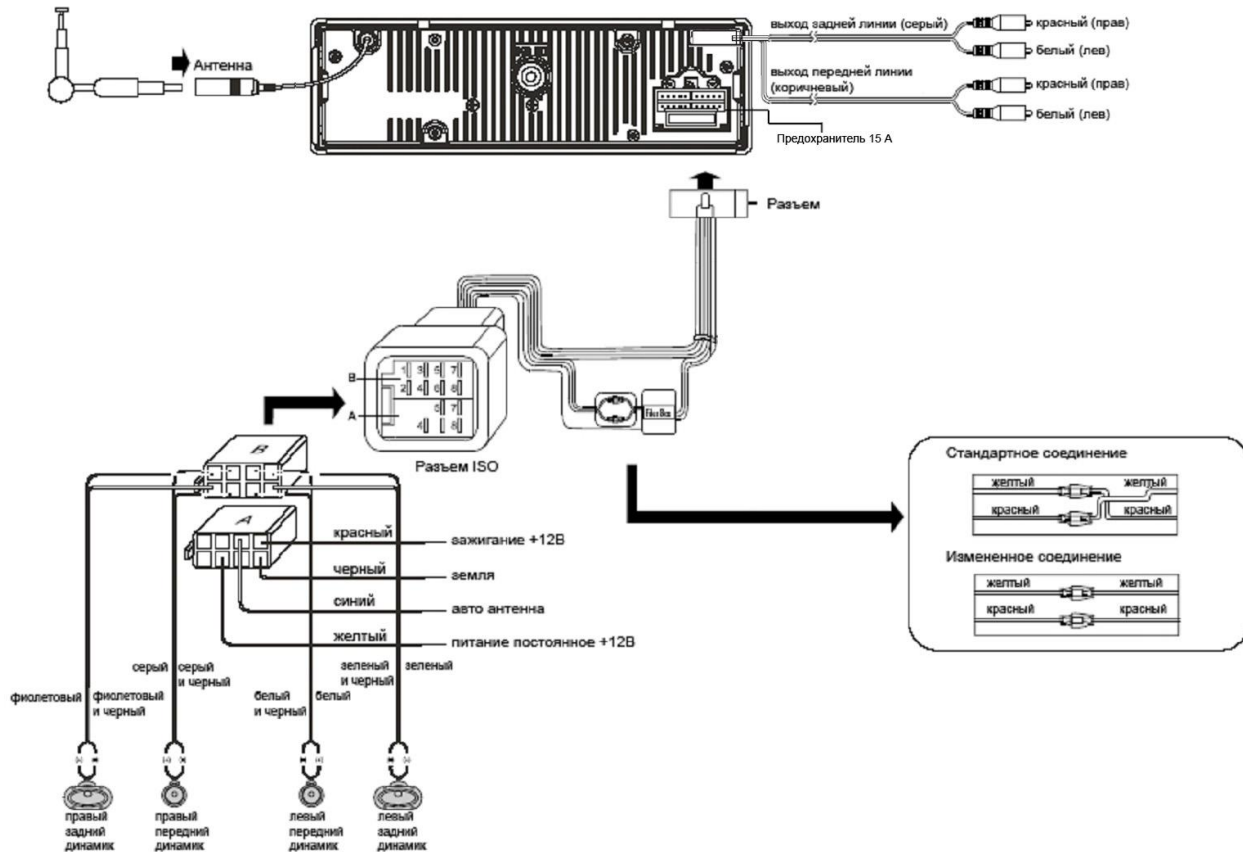 выход задней линии (серый)
красный (прав)
белый (лев)
Антенна
выход передней линии
(коричневый)
красный (прав)
белый (лев)
Предохранитель 15 А
Разъем
B
1 3 5 7
2 4 6 8
A
5 7
4 8
Разъем ISO
Стандартное соединение
желтый
желтый
красный
красный
Измененное соединение
желтый
желтый
красный
красный
B
A
красный
зажигание +12В
черный
земля
синий
авто антенна
желтый
питание постоянное +12В
фиолетовый
фиолетовый
и черный
серый
серый
и черный
белый
и черный
белый
зеленый
и черный
зеленый
правый
задний
динамик
правый
передний
динамик
левый
передний
динамик
левый
задний
динамик